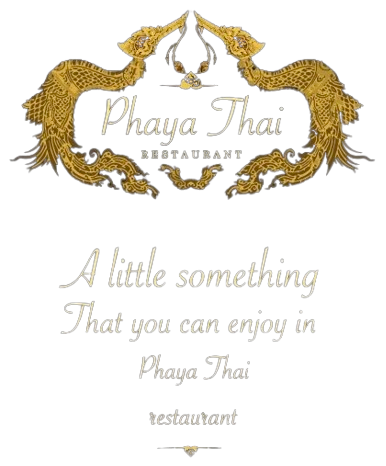 Phaya Thai
RESTAURANT
A little something
That you can enjoy in
Phaya Thai
restaurant